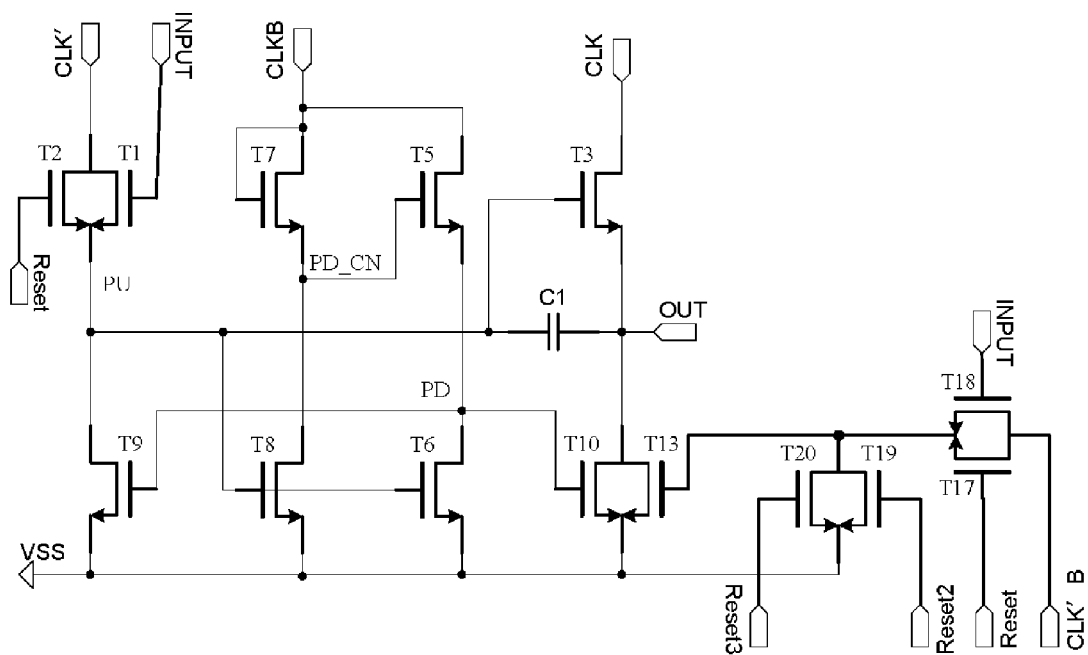 CLK'
INPUT
CLKB
CLK
T2
T1
T7
T5
T3
Reset
PU
PD_CN
C1
OUT
INPUT
T18
PD
T9
T8
T6
T10
T13
T20
T19
T17
VSS
Reset3
Reset2
Reset
CLK' B